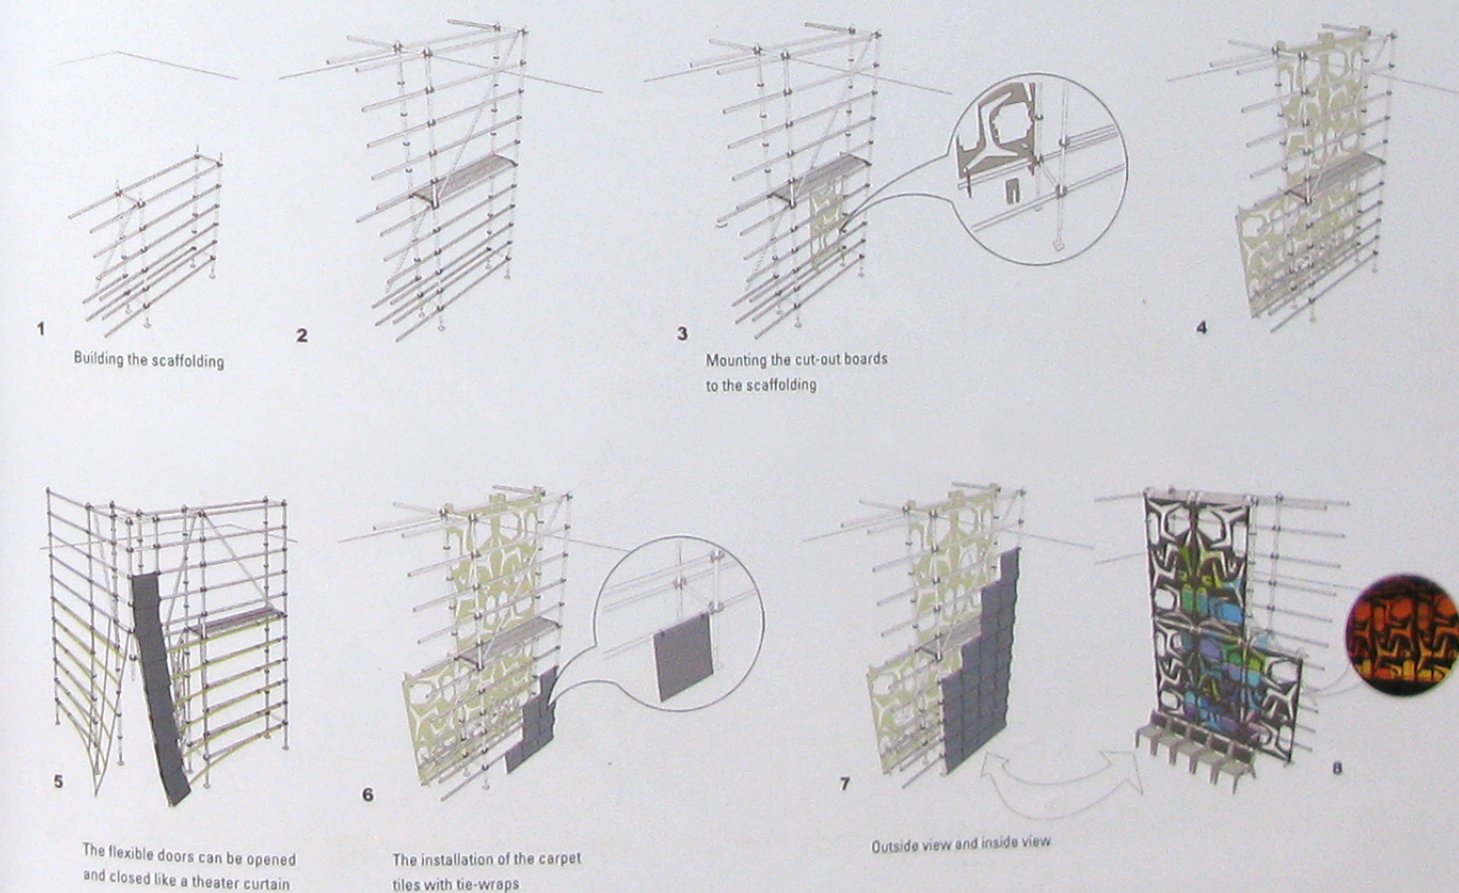 1
Building the scaffolding
2
3
Mounting the cut-out boards
to the scaffolding
4
5
The flexible doors can be opened
and closed like a theater curtain
6
The installation of the carpet
tiles with tie-wraps
7
8
Outside view and inside view